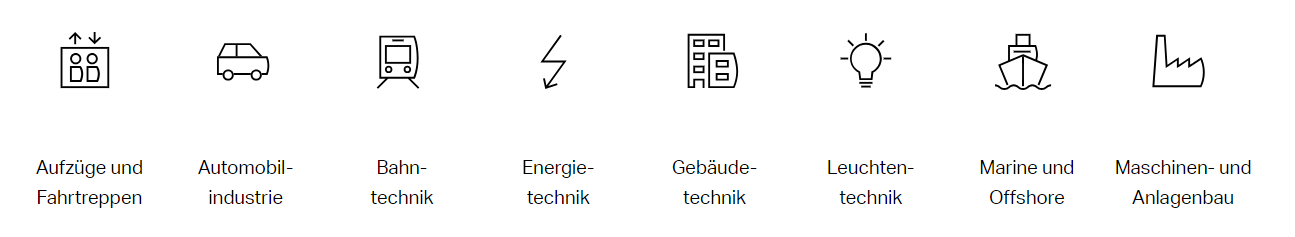 Aufzüge und
Fahrtreppen
Automobil-
industrie
Bahn-
technik
Energie-
technik
Gebäude-
technik
Leuchten-
technik
Marine und
Offshore
Maschinen- und
Anlagenbau